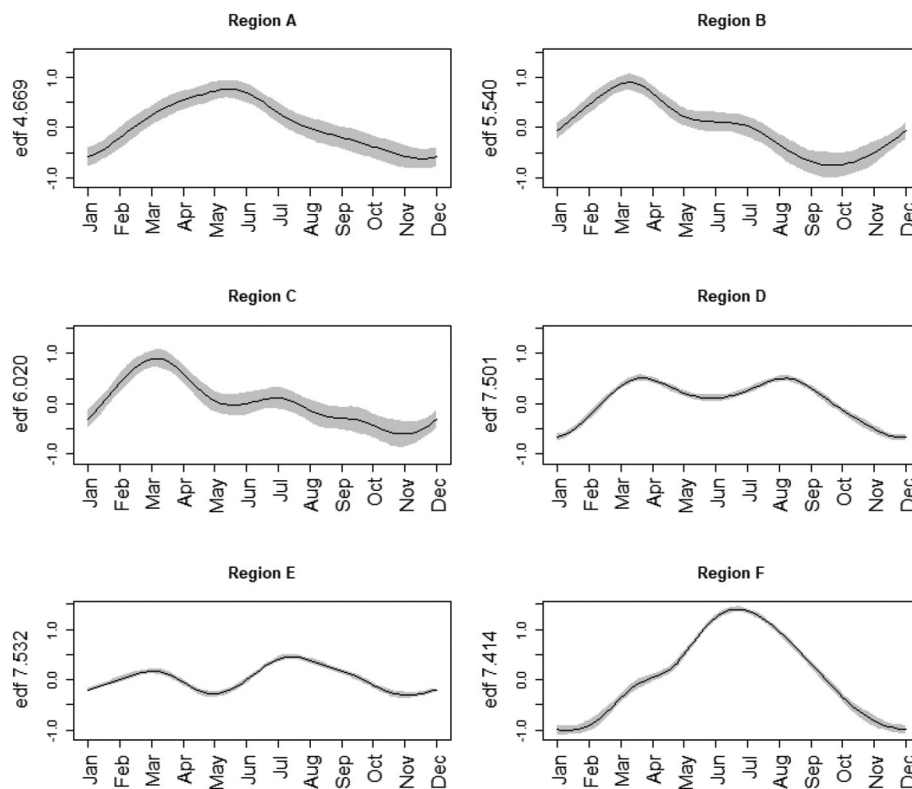 Region A
edf 4.669
1.0
0.0
-1.0
Jan Feb Mar Apr May Jun Jul Aug Sep Oct Nov Dec
Region B
edf 5.540
1.0
0.0
-1.0
Jan Feb Mar Apr May Jun Jul Aug Sep Oct Nov Dec
Region C
edf 6.020
1.0
0.0
-1.0
Jan Feb Mar Apr May Jun Jul Aug Sep Oct Nov Dec
Region D
edf 7.501
1.0
0.0
-1.0
Jan Feb Mar Apr May Jun Jul Aug Sep Oct Nov Dec
Region E
edf 7.532
1.0
0.0
-1.0
Jan Feb Mar Apr May Jun Jul Aug Sep Oct Nov Dec
Region F
edf 7.414
1.0
0.0
-1.0
Jan Feb Mar Apr May Jun Jul Aug Sep Oct Nov Dec